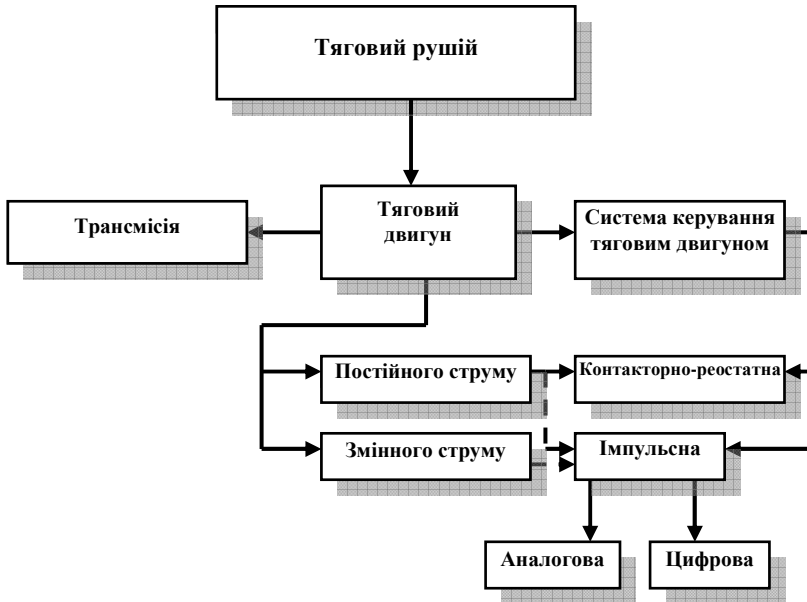 Тяговий рушій
Трансмісія
Тяговий
двигун
Система керування
тяговим двигуном
Постійного струму
Контакторно-реостатна
Змінного струму
Імпульсна
Аналогова
Цифрова